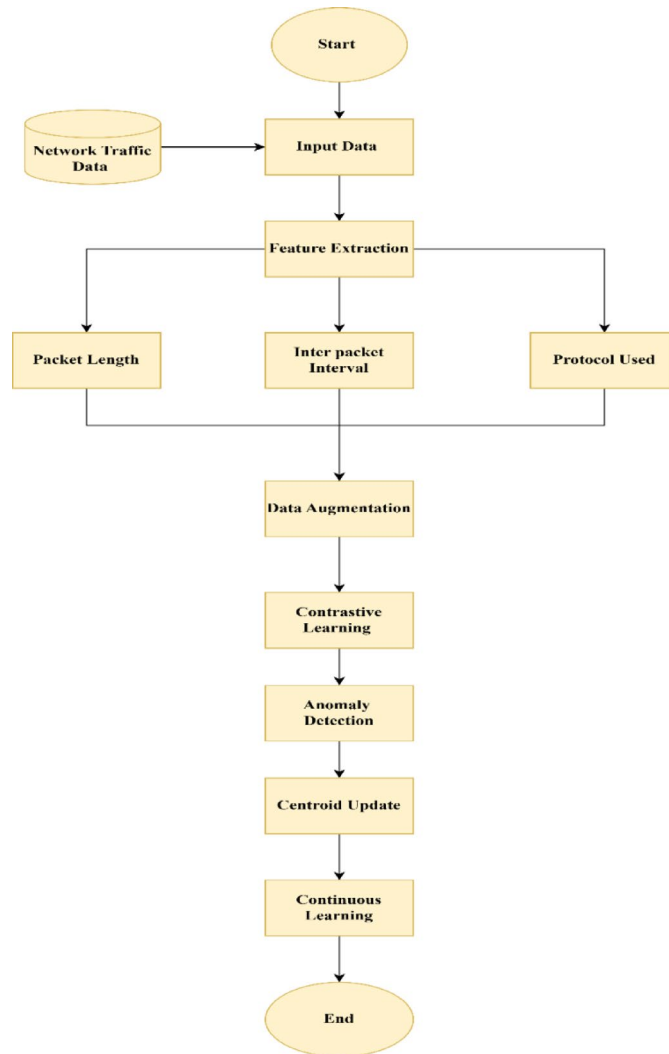 Start
Network Traffic
Data
Input Data
Feature Extraction
Packet Length
Inter packet
Interval
Protocol Used
Data Augmentation
Contrastive
Learning
Anomaly
Detection
Centroid Update
Continuous
Learning
End